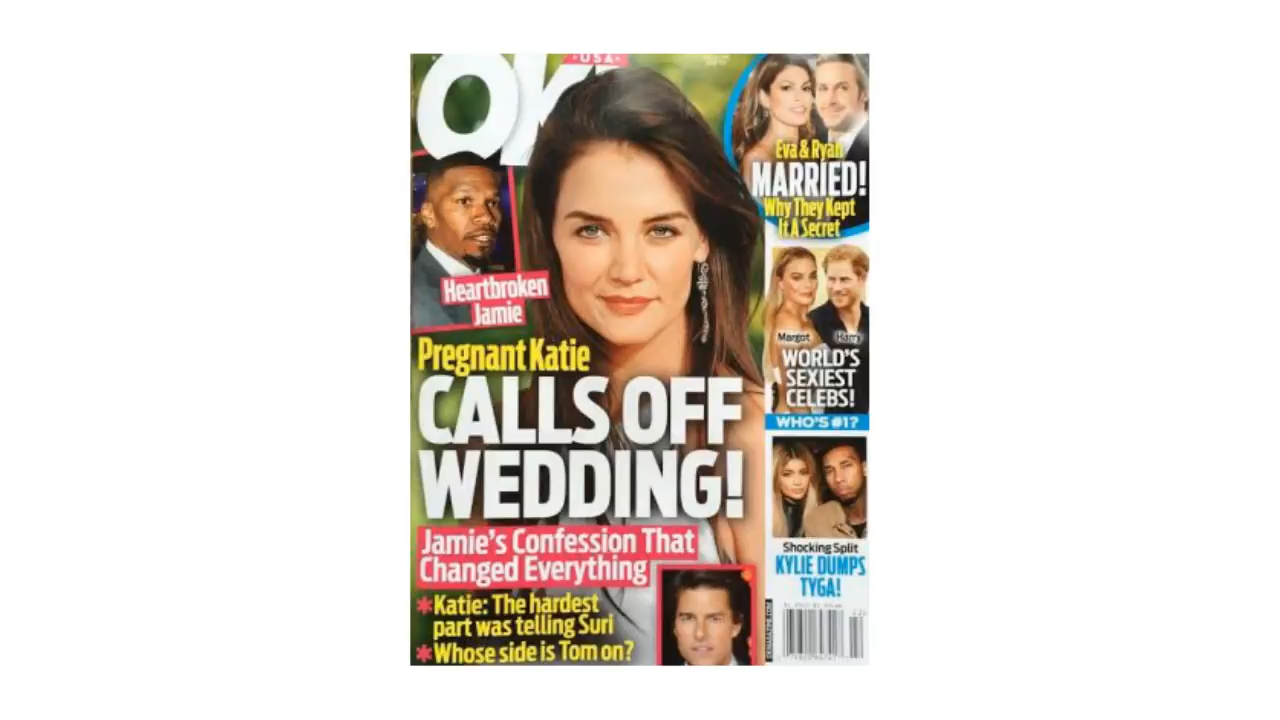 USA
OK!
Heartbroken
Jamie
Pregnant Katie
CALLS OFF
WEDDING!
Jamie's Confession That
Changed Everything
*Katie: The hardest
part was telling Suri
*Whose side is Tom on?
Eva & Ryan
MARRIED!
Why They Kept
It A Secret
Margot
Harry
WORLD'S
SEXIEST
CELEBS!
WHO'S #1?
Shocking Split
KYLIE DUMPS
TYGA!